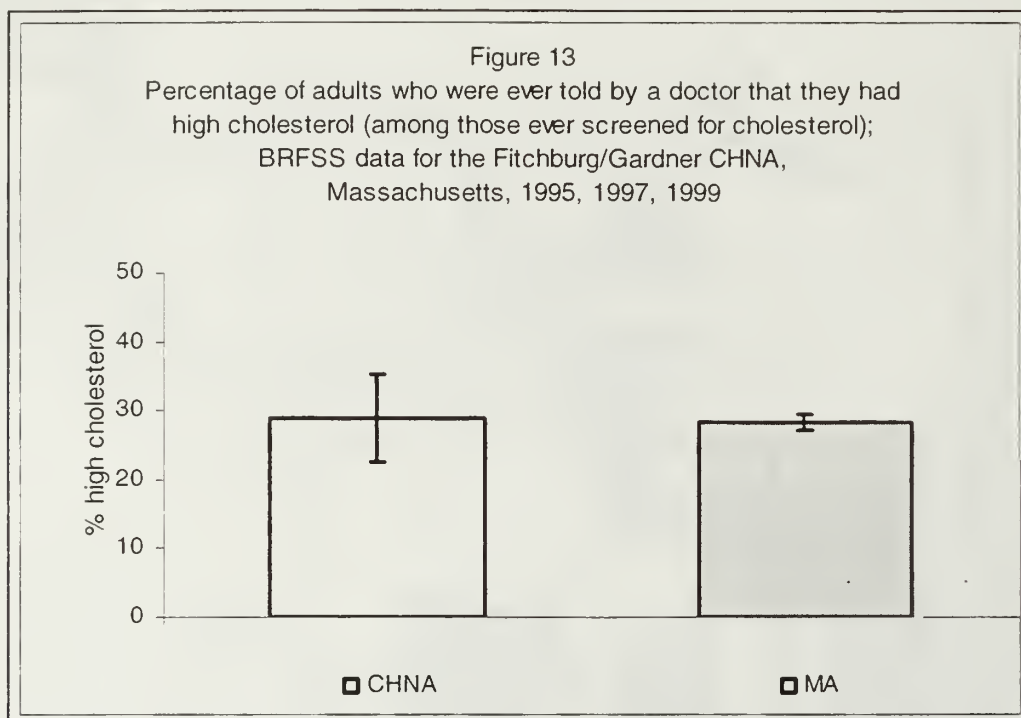 Figure 13
Percentage of adults who were ever told by a doctor that they had
high cholesterol (among those ever screened for cholesterol);
BRFSS data for the Fitchburg/Gardner CHNA,
Massachusetts, 1995, 1997, 1999
50
40
30
20
10
0
% high cholesterol
CHNA
MA